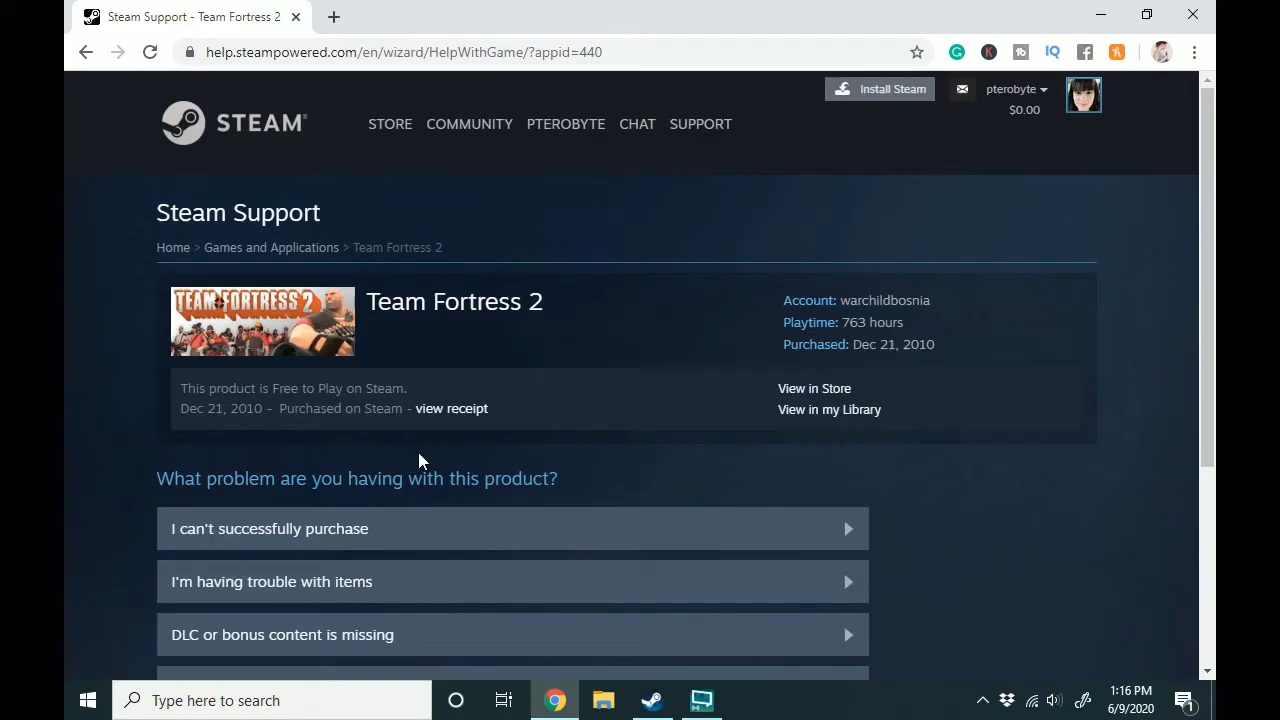 Steam Support - Team Fortress 2
help.steampowered.com/en/wizard/HelpWithGame/?appid=440
Install Steam
pterobyte
$0.00
STEAM
STORE COMMUNITY PTEROBYTE CHAT SUPPORT
Steam Support
Home > Games and Applications > Team Fortress 2
TEAM FORTRESS 2
Team Fortress 2
Account: warchildbosnia
Playtime: 763 hours
Purchased: Dec 21, 2010
This product is Free to Play on Steam.
Dec 21, 2010 - Purchased on Steam - view receipt
View in Store
View in my Library
What problem are you having with this product?
I can't successfully purchase
I'm having trouble with items
DLC or bonus content is missing
Type here to search
1:16 PM
6/9/2020
1